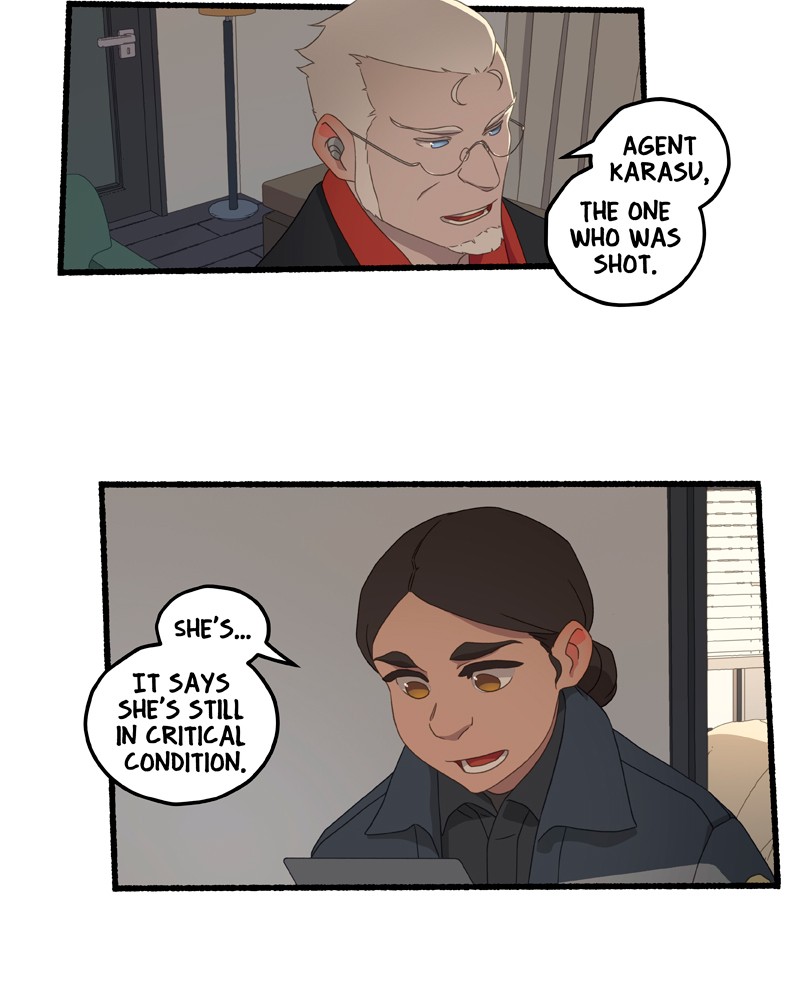 AGENT
KARASU,
THE ONE
WHO WAS
SHOT.
SHE'S...
IT SAYS
SHE'S STILL
IN CRITICAL
CONDITION.